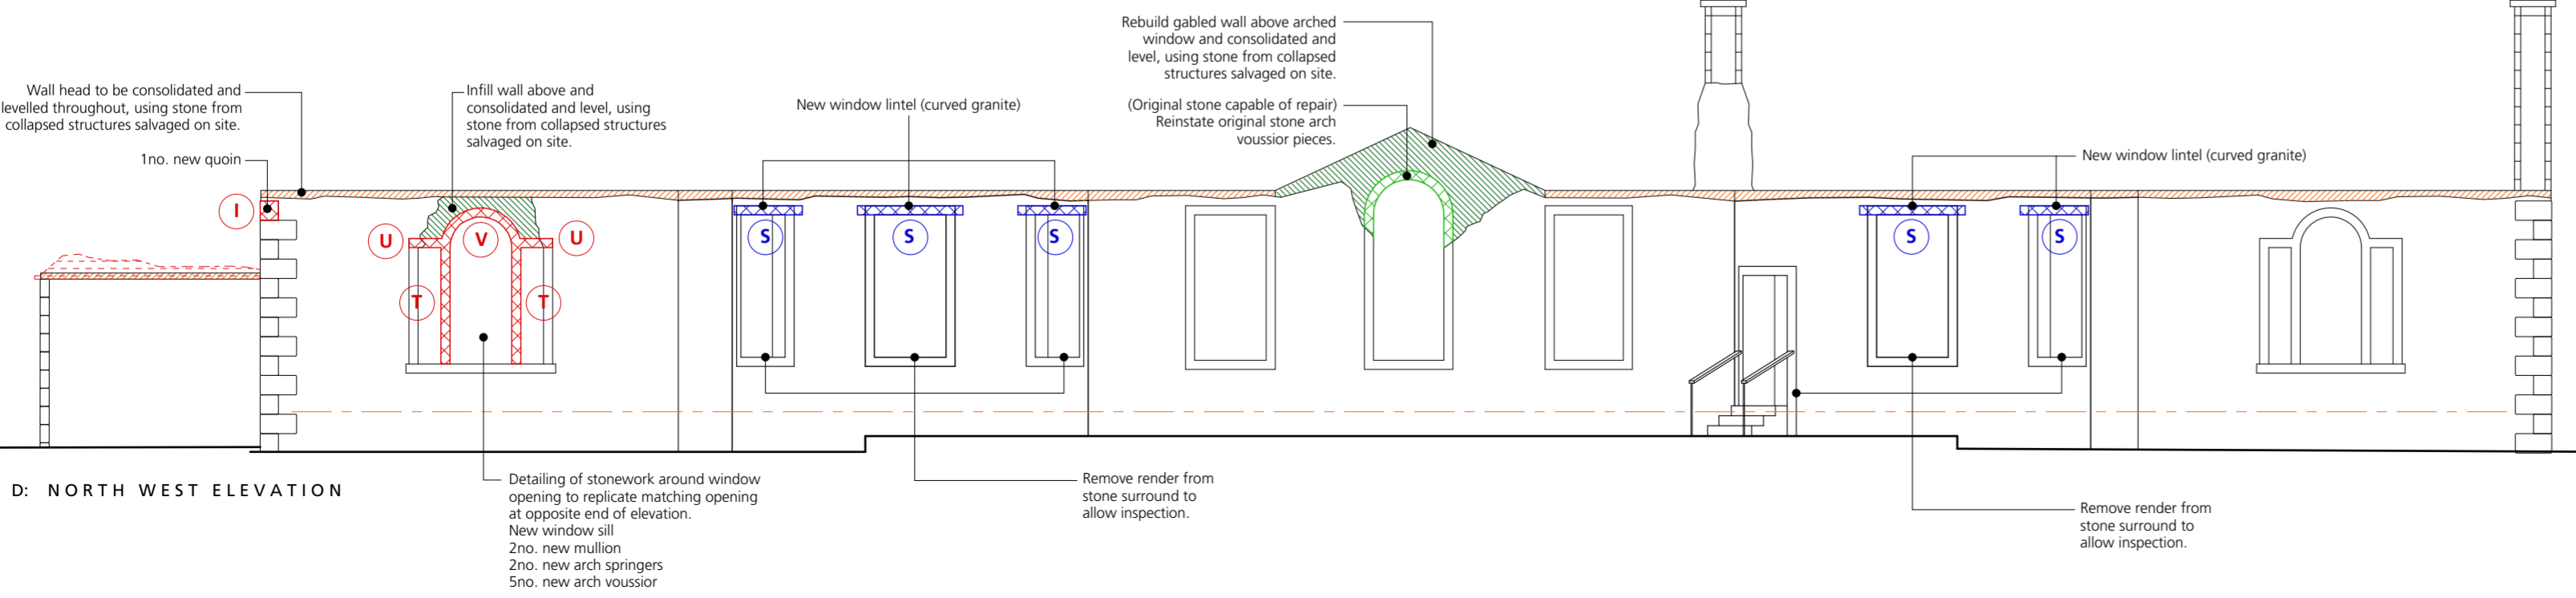 Rebuild gabled wall above arched
window and consolidated and
level, using stone from collapsed
structures salvaged on site.
Wall head to be consolidated and
levelled throughout, using stone from
collapsed structures salvaged on site.
Infill wall above and
consolidated and level, using
stone from collapsed structures
salvaged on site.
New window lintel (curved granite)
(Original stone capable of repair)
Reinstate original stone arch
voussior pieces.
1no. new quoin
New window lintel (curved granite)
I
U
V
U
S
S
S
S
S
T
T
D: NORTH WEST ELEVATION
Detailing of stonework around window
opening to replicate matching opening
at opposite end of elevation.
New window sill
2no. new mullion
2no. new arch springers
5no. new arch voussior
Remove render from
stone surround to
allow inspection.
Remove render from
stone surround to
allow inspection.